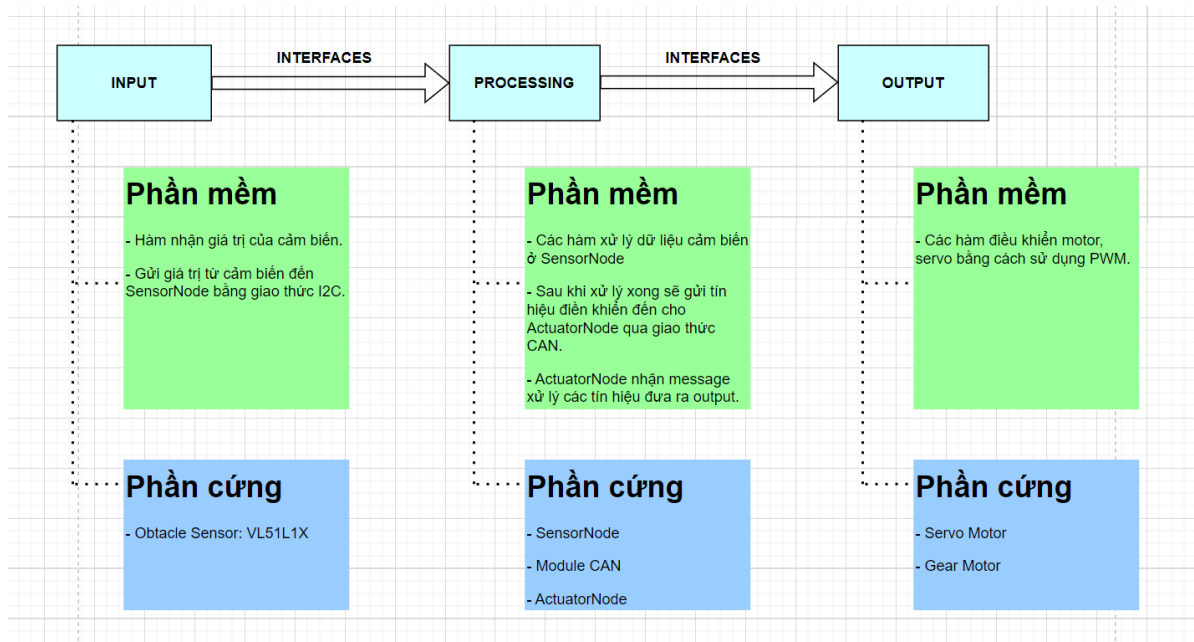 INTERFACES
INTERFACES
INPUT
PROCESSING
OUTPUT
Phần mềm
- Hàm nhận giá trị của cảm biến.
- Gửi giá trị từ cảm biến đến
SensorNode bằng giao thức I2C.
Phần mềm
- Các hàm xử lý dữ liệu cảm biến
ở SensorNode
- Sau khi xử lý xong sẽ gửi tín
hiệu điền khiển đến cho
ActuatorNode qua giao thức
CAN.
- ActuatorNode nhận message
xử lý các tín hiệu đưa ra output.
Phần mềm
- Các hàm điều khiển motor,
servo bằng cách sử dụng PWM.
Phần cứng
- Obtacle Sensor: VL51L1X
Phần cứng
- SensorNode
- Module CAN
- ActuatorNode
Phần cứng
- Servo Motor
- Gear Motor